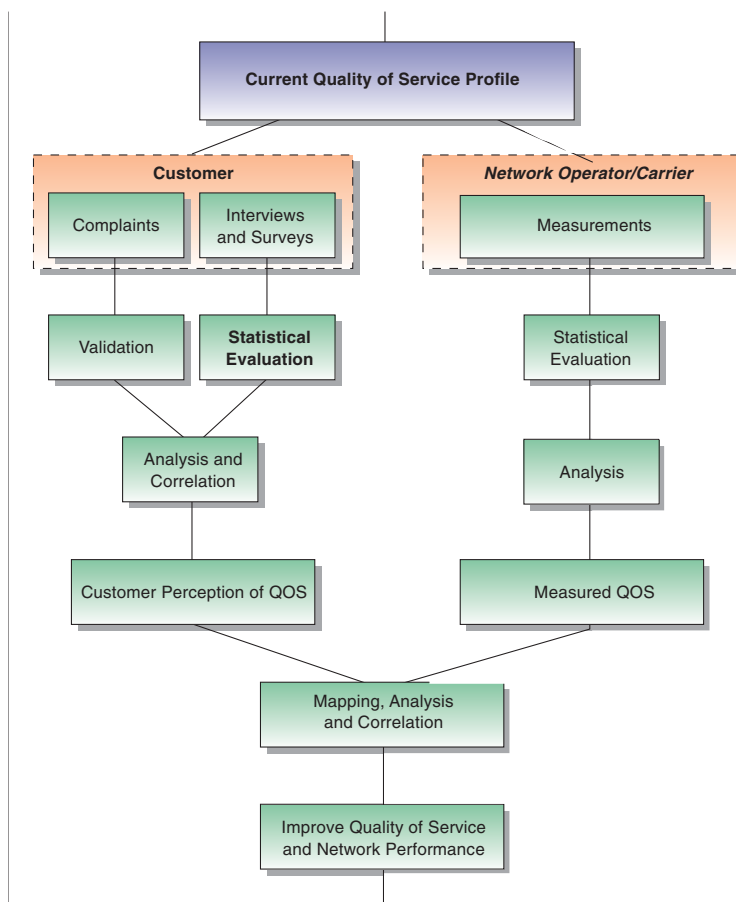 Current Quality of Service Profile
Customer
Network Operator/Carrier
Complaints
Interviews
and Surveys
Measurements
Validation
Statistical
Evaluation
Statistical
Evaluation
Analysis and
Correlation
Analysis
Customer Perception of QOS
Measured QOS
Mapping, Analysis
and Correlation
Improve Quality of Service
and Network Performance